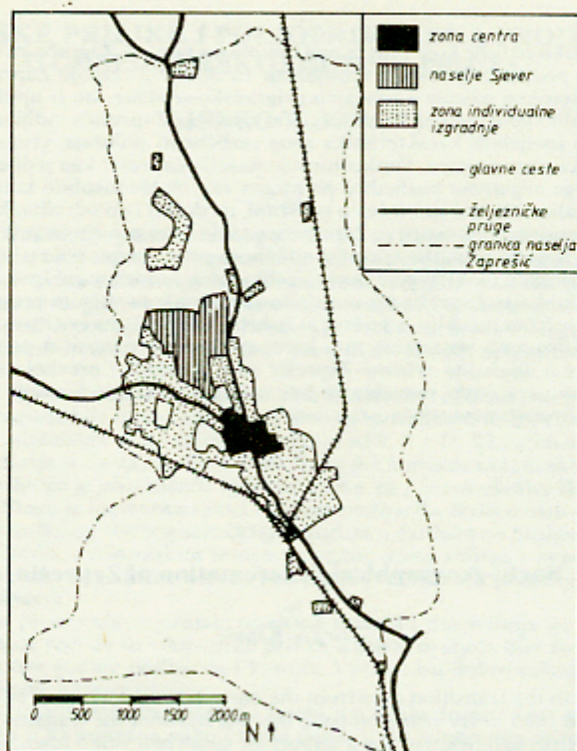 zona centra
naselje Sjever
zona individualne
izgradnje
glavne ceste
željezničke
pruge
granica naselja
Zaprešić
0 500 1000 1500 2000 m
N